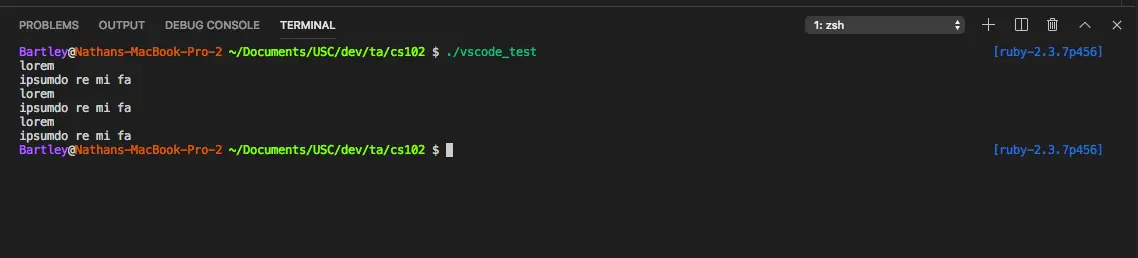 PROBLEMS OUTPUT DEBUG CONSOLE TERMINAL 1: zsh
Bartley@Nathans-MacBook-Pro-2 ~/Documents/USC/dev/ta/cs102 $ ./vscode_test [ruby-2.3.7p456]
lorem
ipsumdo re mi fa
lorem
ipsumdo re mi fa
lorem
ipsumdo re mi fa
Bartley@Nathans-MacBook-Pro-2 ~/Documents/USC/dev/ta/cs102 $ [ruby-2.3.7p456]